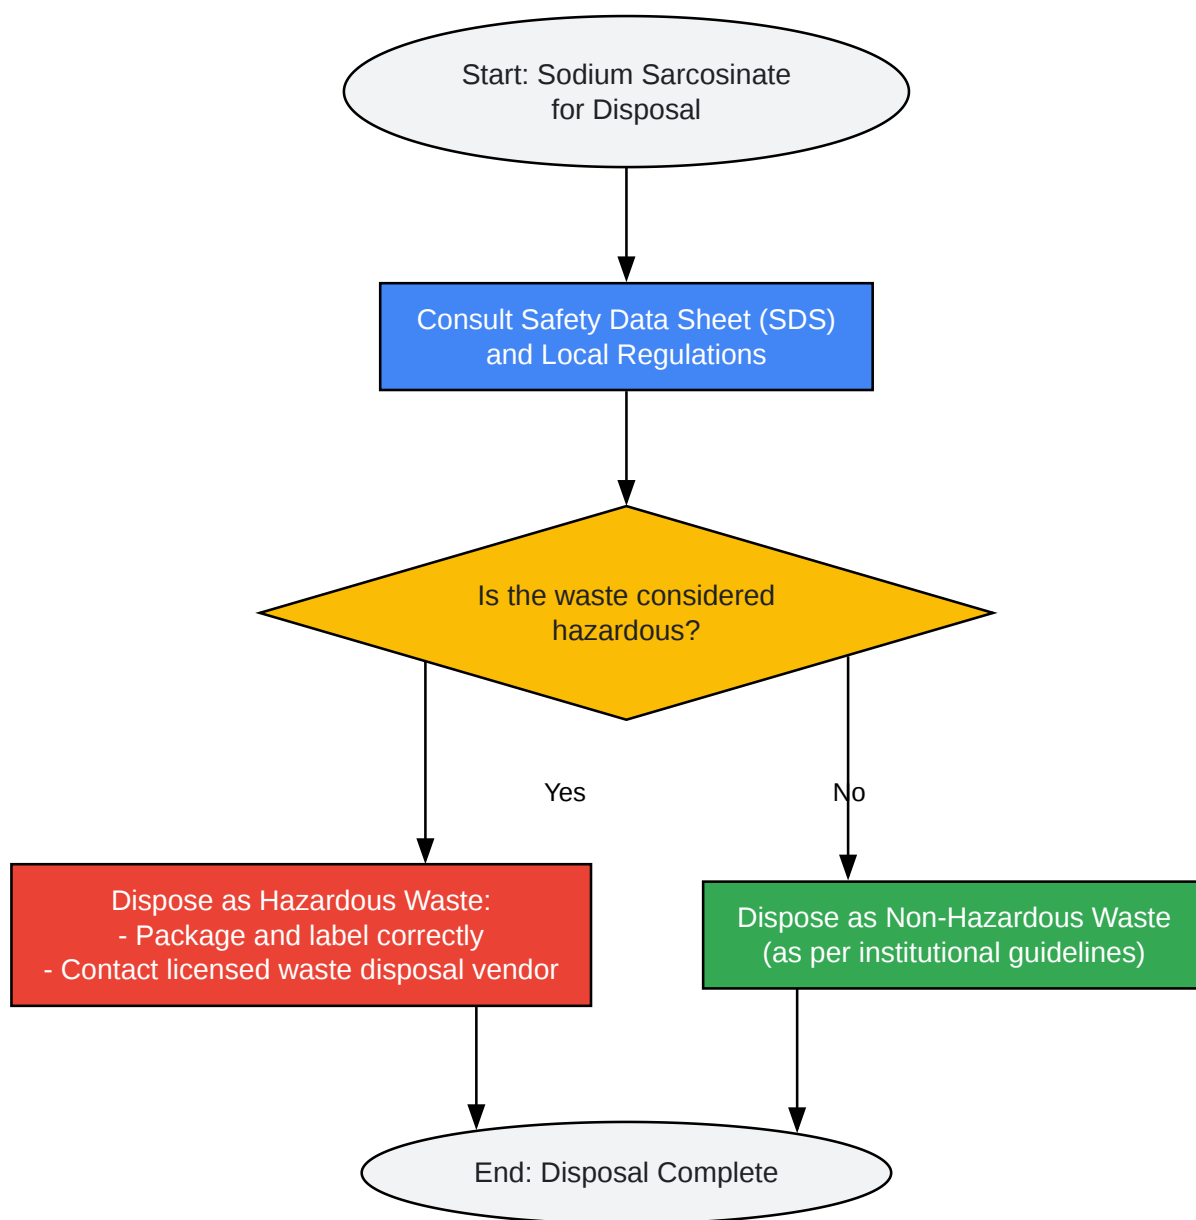 Start: Sodium Sarcosinate
for Disposal
Consult Safety Data Sheet (SDS)
and Local Regulations
Is the waste considered
hazardous?
Yes
No
Dispose as Hazardous Waste:
- Package and label correctly
- Contact licensed waste disposal vendor
Dispose as Non-Hazardous Waste
(as per institutional guidelines)
End: Disposal Complete